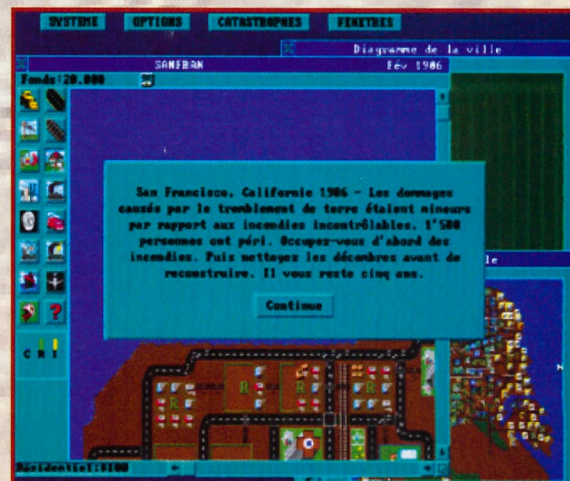 SYSTEME OPTIONS CATASTROPHES FENETRES
Diagramme de la ville
SANFRAN Fév 1906
Fonds:20.000
San Francisco, Californie 1906 - Les dommages
causés par le tremblement de terre étaient mineurs
par rapport aux incendies incontrôlables. 1'500
personnes ont péri. Occupez-vous d'abord des
incendies. Puis nettoyez les décombres avant de
reconstruire. Il vous reste cinq ans.
Continue
le
C R I
R R R
N
Résidentiel:$100